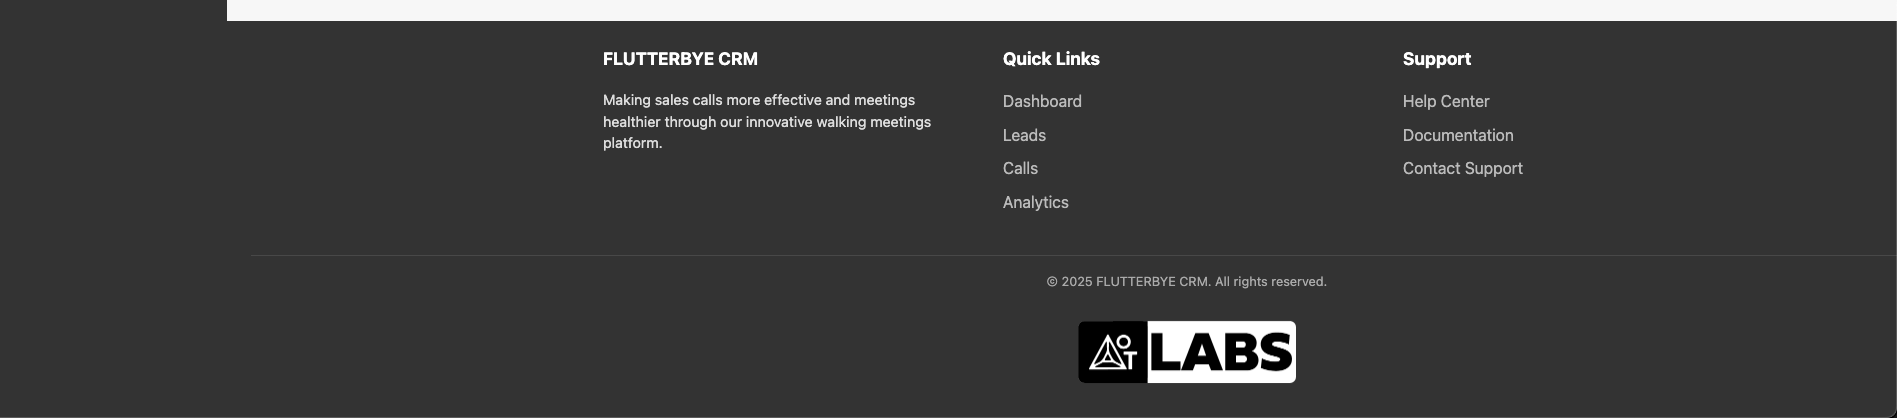 FLUTTERBYE CRM
Making sales calls more effective and meetings
healthier through our innovative walking meetings
platform.
Quick Links
Dashboard
Leads
Calls
Analytics
Support
Help Center
Documentation
Contact Support
© 2025 FLUTTERBYE CRM. All rights reserved.
AOT LABS